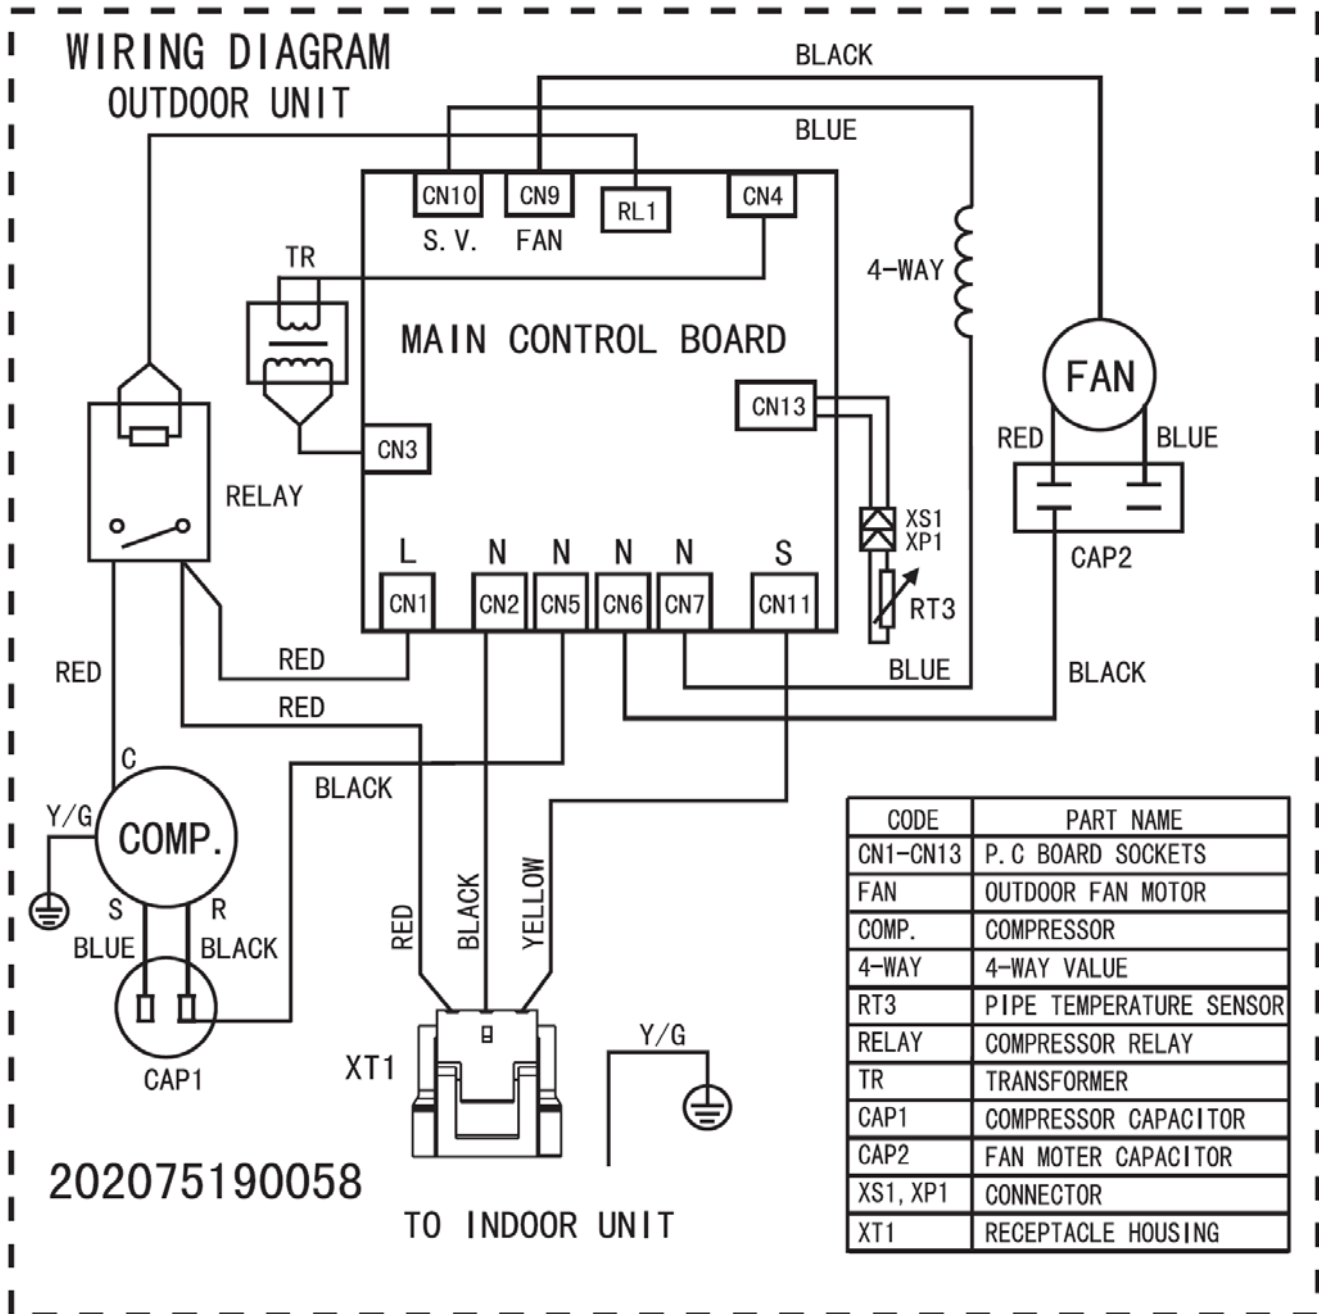 WIRING DIAGRAM
OUTDOOR UNIT
BLACK
BLUE
CN10
CN9
RL1
CN4
S. V.
FAN
TR
4-WAY
MAIN CONTROL BOARD
FAN
CN13
RED
BLUE
CN3
RELAY
XS1
XP1
CAP2
L
N
N
N
N
S
CN1
CN2
CN5
CN6
CN7
CN11
RT3
RED
RED
BLUE
BLACK
RED
C
BLACK
Y/G
COMP.
S
R
BLUE
BLACK
RED
BLACK
YELLOW
CAP1
XT1
Y/G
202075190058
TO INDOOR UNIT
CODE PART NAME
CN1-CN13 P.C BOARD SOCKETS
FAN OUTDOOR FAN MOTOR
COMP. COMPRESSOR
4-WAY 4-WAY VALUE
RT3 PIPE TEMPERATURE SENSOR
RELAY COMPRESSOR RELAY
TR TRANSFORMER
CAP1 COMPRESSOR CAPACITOR
CAP2 FAN MOTER CAPACITOR
XS1, XP1 CONNECTOR
XT1 RECEPTACLE HOUSING